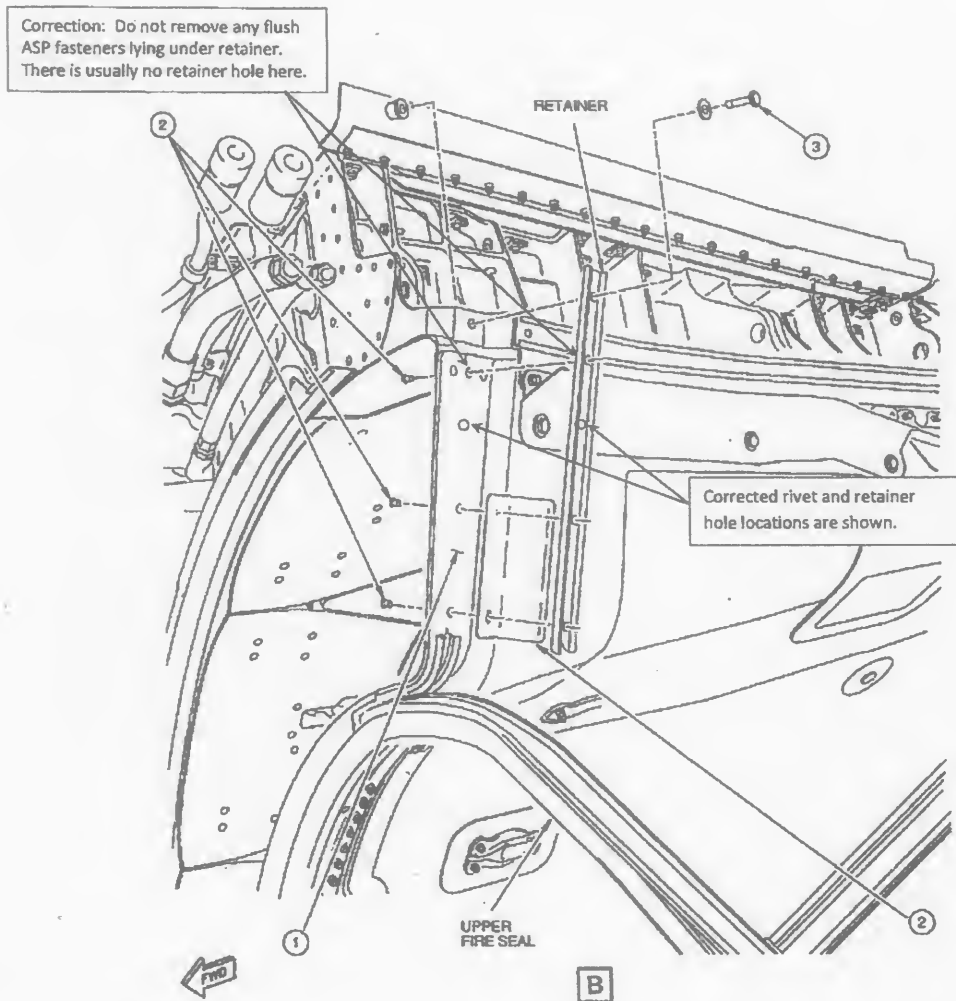 Correction: Do not remove any flush
ASP fasteners lying under retainer.
There is usually no retainer hole here.
RETAINER
2
3
Corrected rivet and retainer
hole locations are shown.
1
UPPER
FIRE SEAL
2
FWD
B